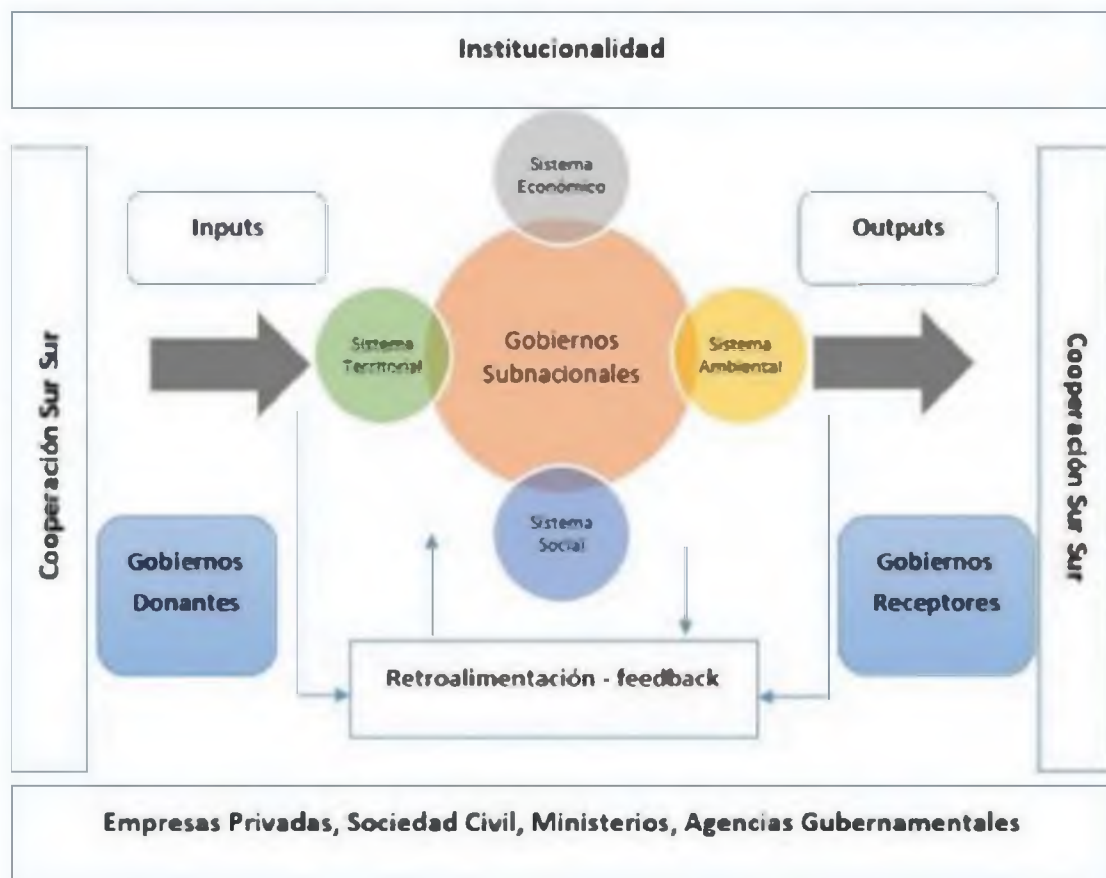 Institucionalidad
Sistema
Económico
Inputs
Outputs
Sistema
Territorial
Gobiernos
Subnacionales
Sistema
Ambiental
Cooperación Sur Sur
Cooperación Sur Sur
Sistema
Social
Gobiernos
Donantes
Gobiernos
Receptores
Retroalimentación - feedback
Empresas Privadas, Sociedad Civil, Ministerios, Agencias Gubernamentales